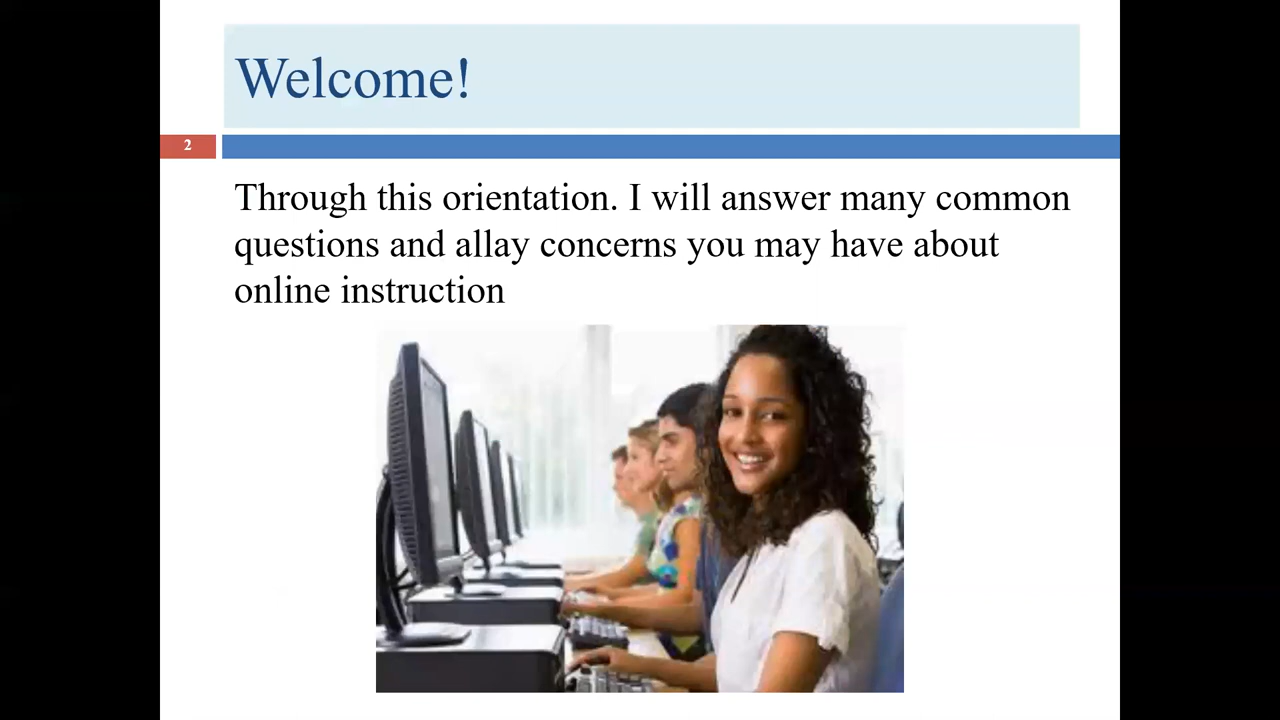 Welcome!
2
Through this orientation. I will answer many common
questions and allay concerns you may have about
online instruction